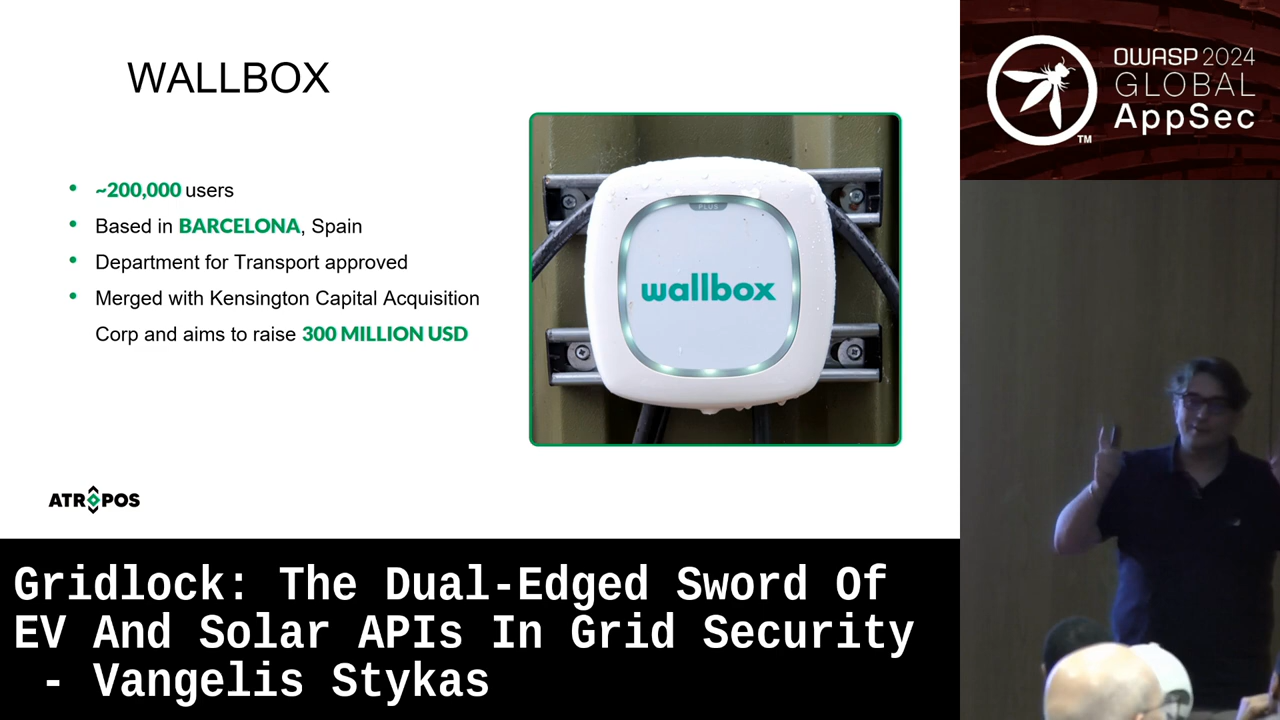 WALLBOX
• ~200,000 users
• Based in BARCELONA, Spain
• Department for Transport approved
• Merged with Kensington Capital Acquisition
Corp and aims to raise 300 MILLION USD
PLUS
wallbox
ATROPOS
OWASP 2024
GLOBAL
AppSec
TM
Gridlock: The Dual-Edged Sword Of
EV And Solar APIs In Grid Security
- Vangelis Stykas